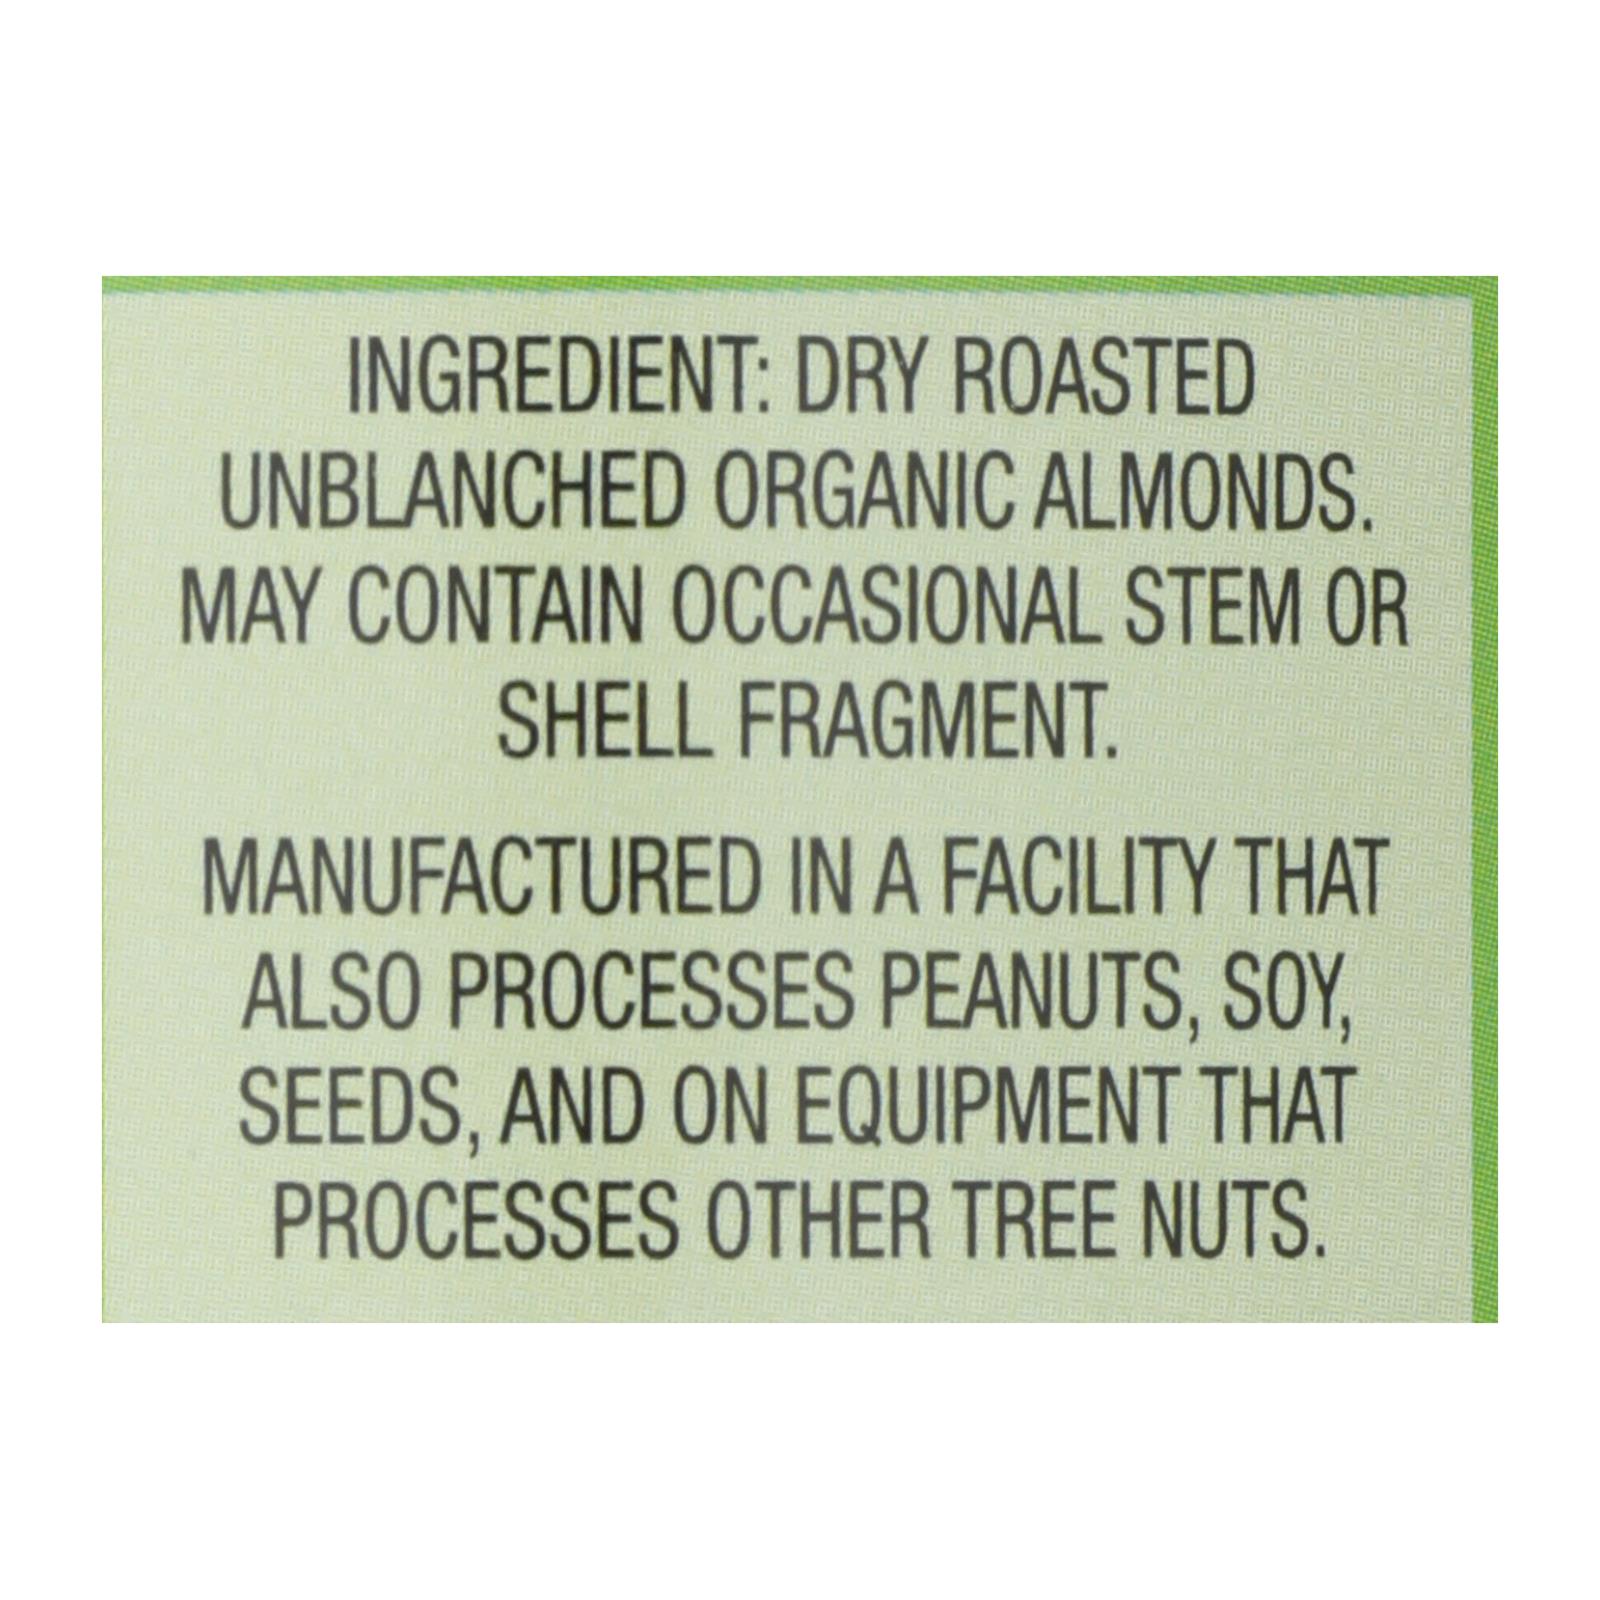 INGREDIENT: DRY ROASTED
UNBLANCHED ORGANIC ALMONDS.
MAY CONTAIN OCCASIONAL STEM OR
SHELL FRAGMENT.
MANUFACTURED IN A FACILITY THAT
ALSO PROCESSES PEANUTS, SOY,
SEEDS, AND ON EQUIPMENT THAT
PROCESSES OTHER TREE NUTS.